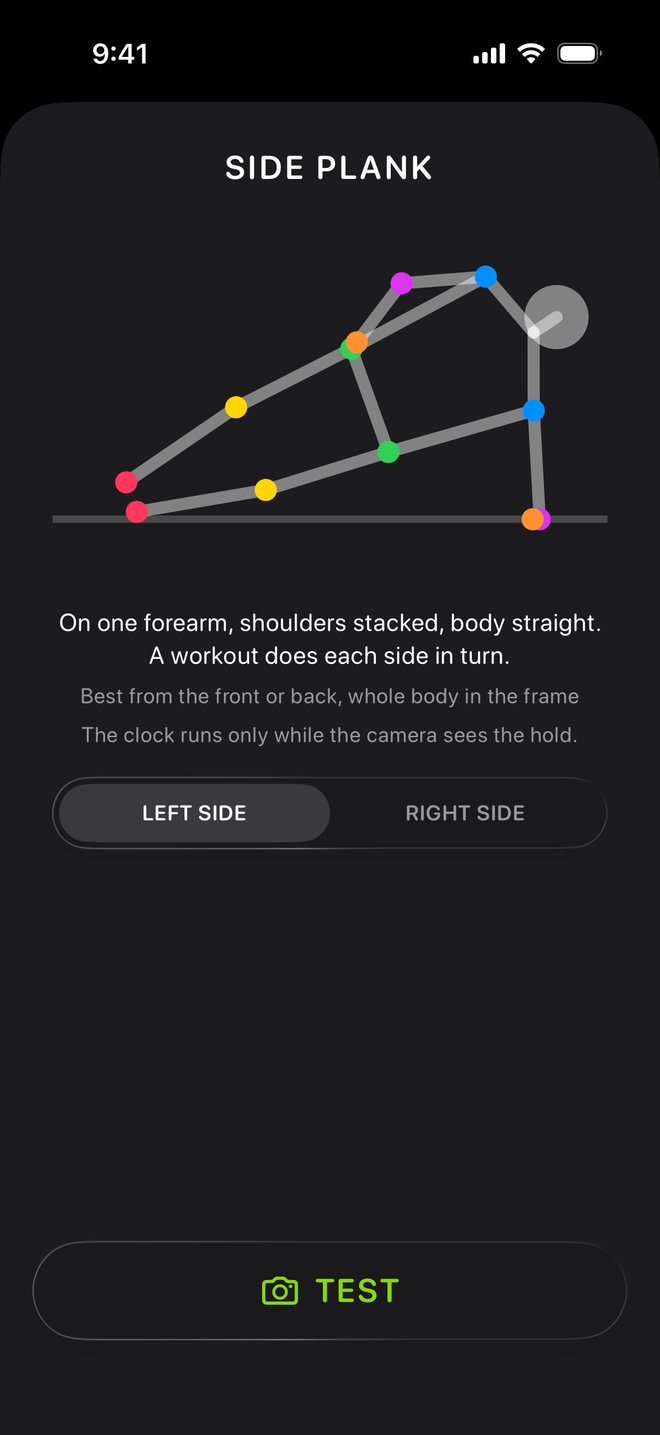 9:41
SIDE PLANK
On one forearm, shoulders stacked, body straight.
A workout does each side in turn.
Best from the front or back, whole body in the frame
The clock runs only while the camera sees the hold.
LEFT SIDE
RIGHT SIDE
TEST